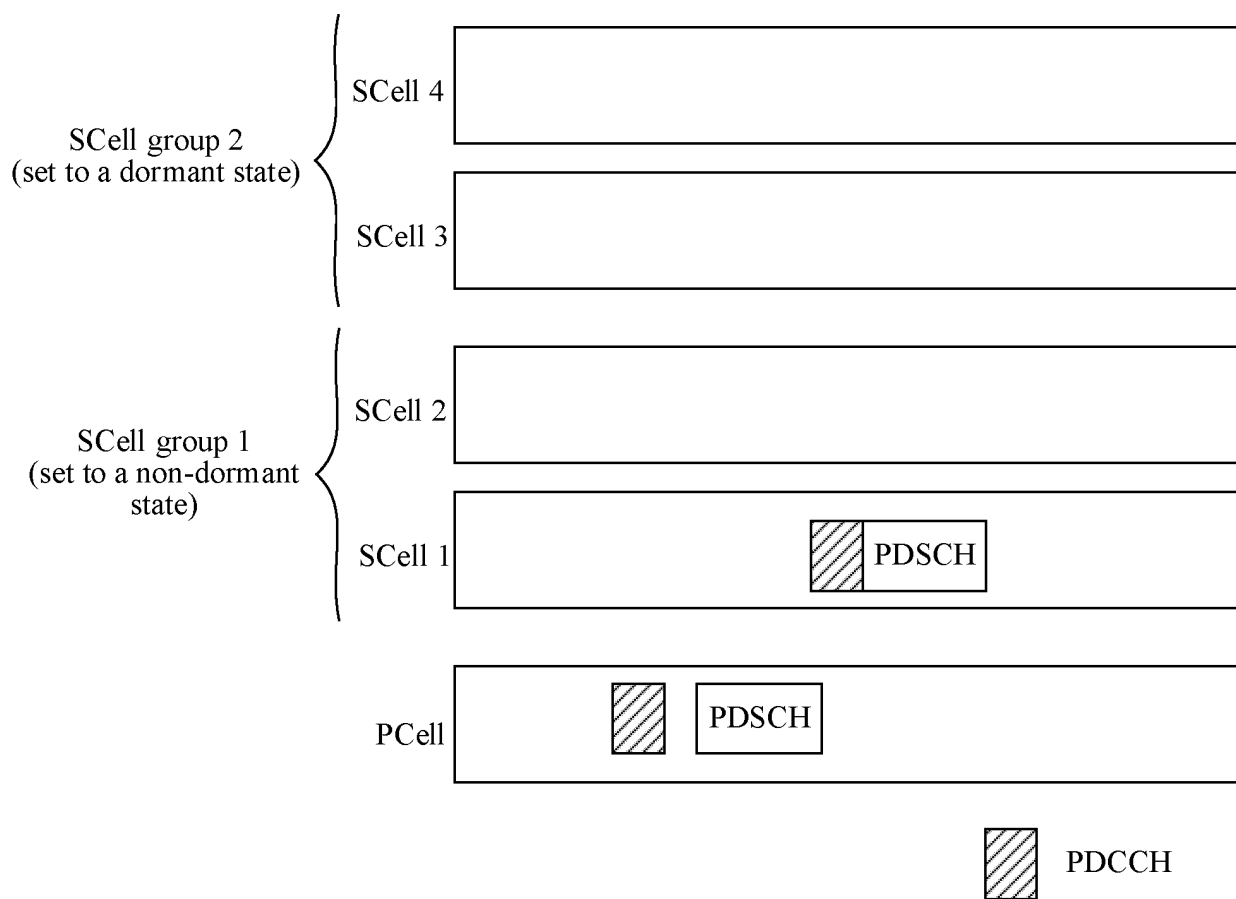 SCell 4
SCell group 2
(set to a dormant state)
SCell 3
SCell 2
SCell group 1
(set to a non-dormant
state)
SCell 1
PDSCH
PCell
PDSCH
PDCCH